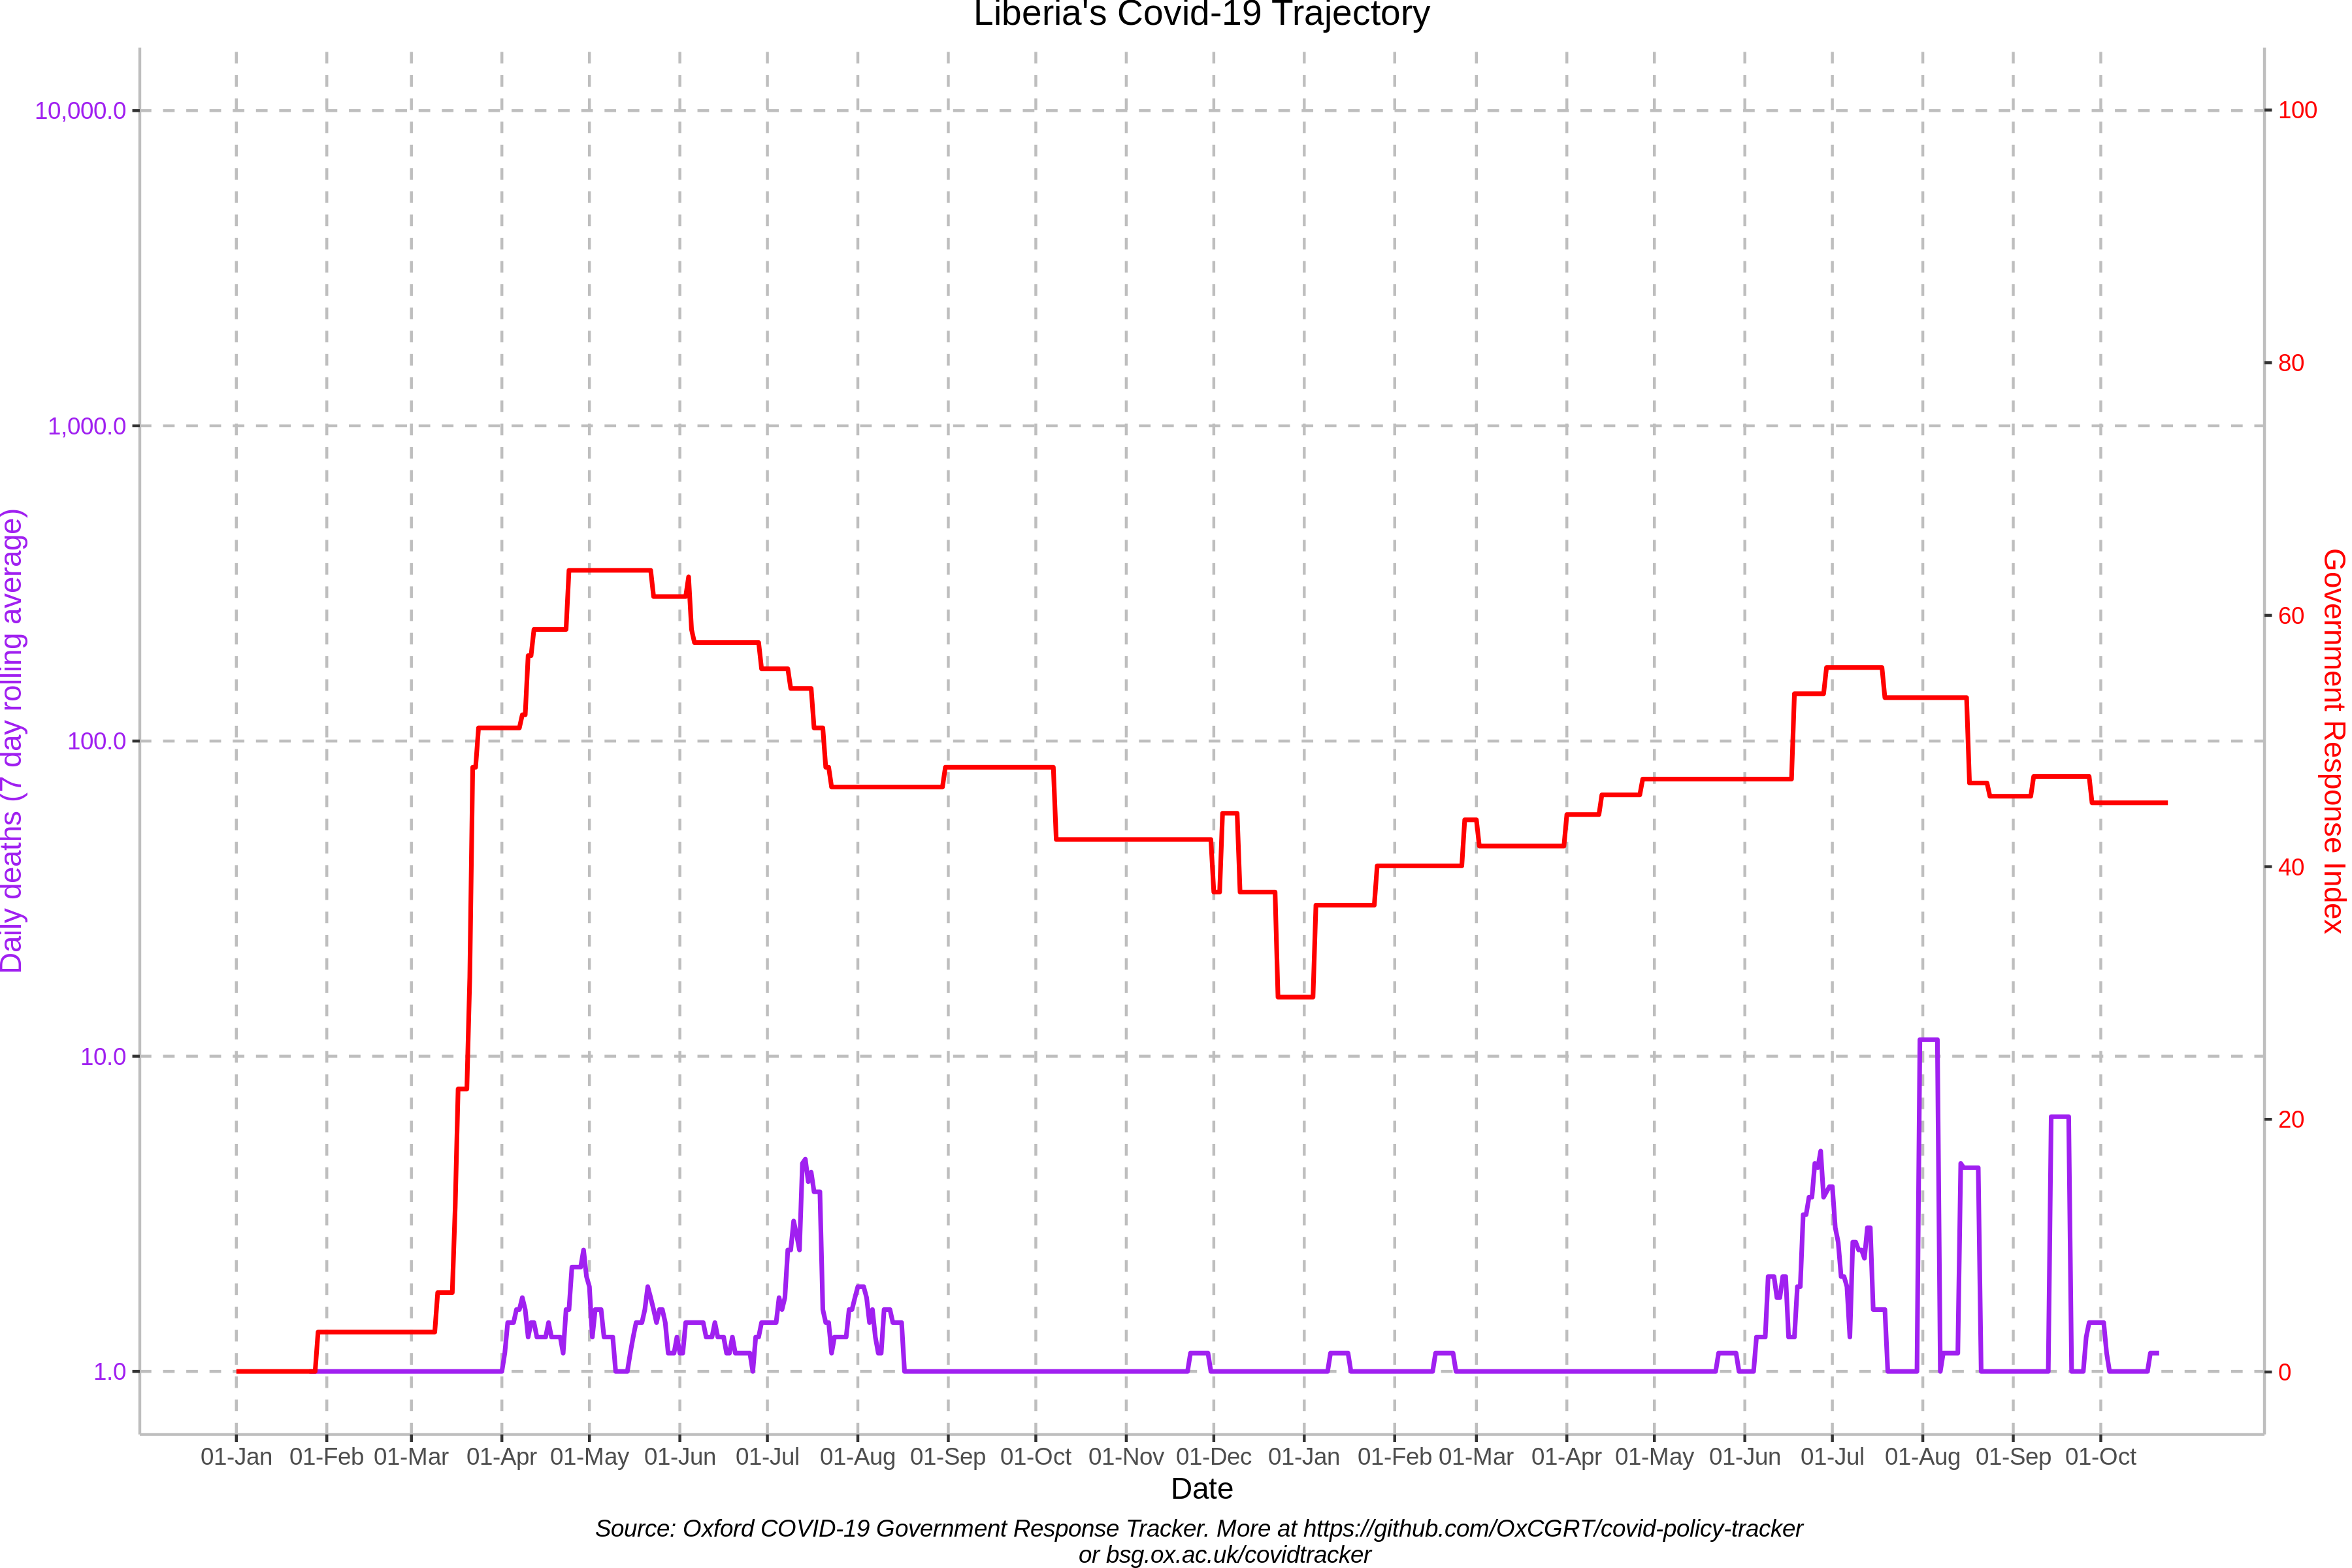 Liberia's Covid-19 Trajectory
10,000.0
1,000.0
100.0
10.0
1.0
Daily deaths (7 day rolling average)
100
80
60
40
20
0
Government Response Index
01-Jan 01-Feb 01-Mar 01-Apr 01-May 01-Jun 01-Jul 01-Aug 01-Sep 01-Oct 01-Nov 01-Dec 01-Jan 01-Feb 01-Mar 01-Apr 01-May 01-Jun 01-Jul 01-Aug 01-Sep 01-Oct
Date
Source: Oxford COVID-19 Government Response Tracker. More at https://github.com/OxCGRT/covid-policy-tracker
or bsg.ox.ac.uk/covidtracker